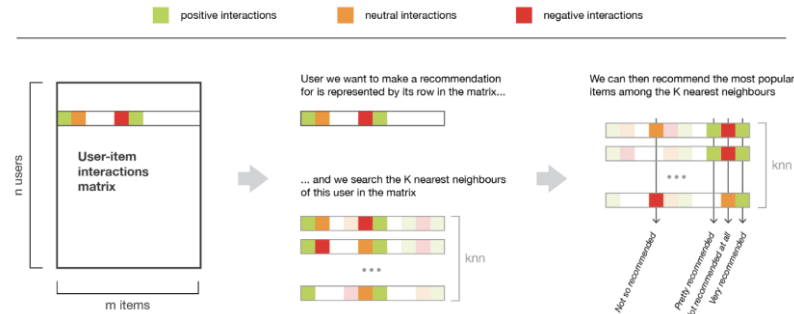 positive interactions
neutral interactions
negative interactions
n users
User-item
interactions
matrix
m items
User we want to make a recommendation
for is represented by its row in the matrix...
... and we search the K nearest neighbours
of this user in the matrix
knn
We can then recommend the most popular
items among the K nearest neighbours
knn
Not so recommended
Pretty recommended
Not recommended at all
Very recommended